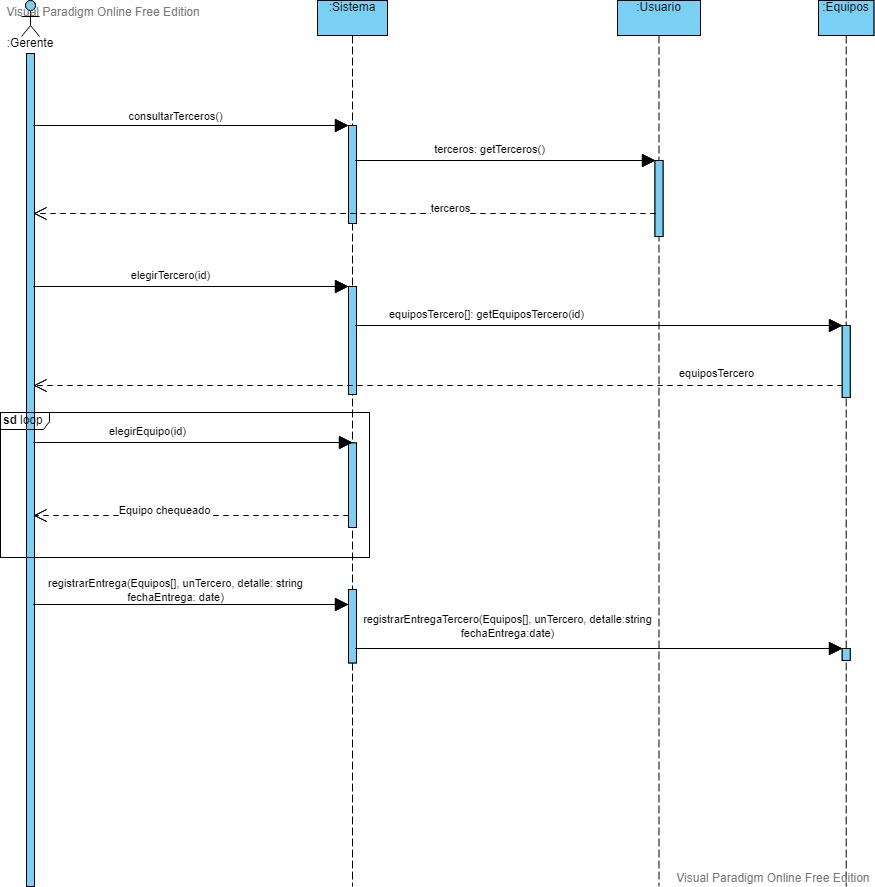 Visual Paradigm Online Free Edition
:Sistema
:Usuario
:Equipos
:Gerente
consultarTerceros()
terceros: getTerceros()
terceros
elegirTercero(id)
equiposTercero[]: getEquiposTercero(id)
equiposTercero
sd loop
elegirEquipo(id)
Equipo chequeado
registrarEntrega(Equipos[], unTercero, detalle: string
fechaEntrega: date)
registrarEntregaTercero(Equipos[], unTercero, detalle:string
fechaEntrega:date)
Visual Paradigm Online Free Edition